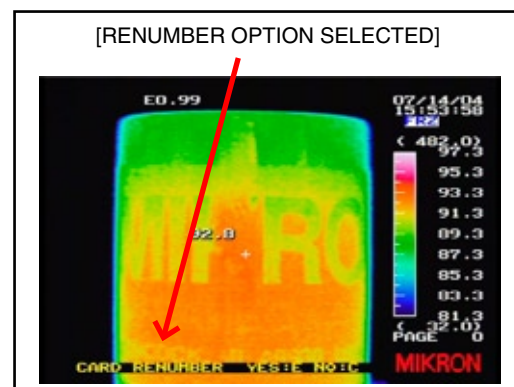 [RENUMBER OPTION SELECTED]
E0.99
07/14/04
15:53:58
FRZ
( 482.0)
97.3
95.3
93.3
91.3
89.3
87.3
85.3
83.3
81.3
( 32.0)
PAGE 0
MIKRO
92.8
CARD RENUMBER YES:E NO:C
MIKRON